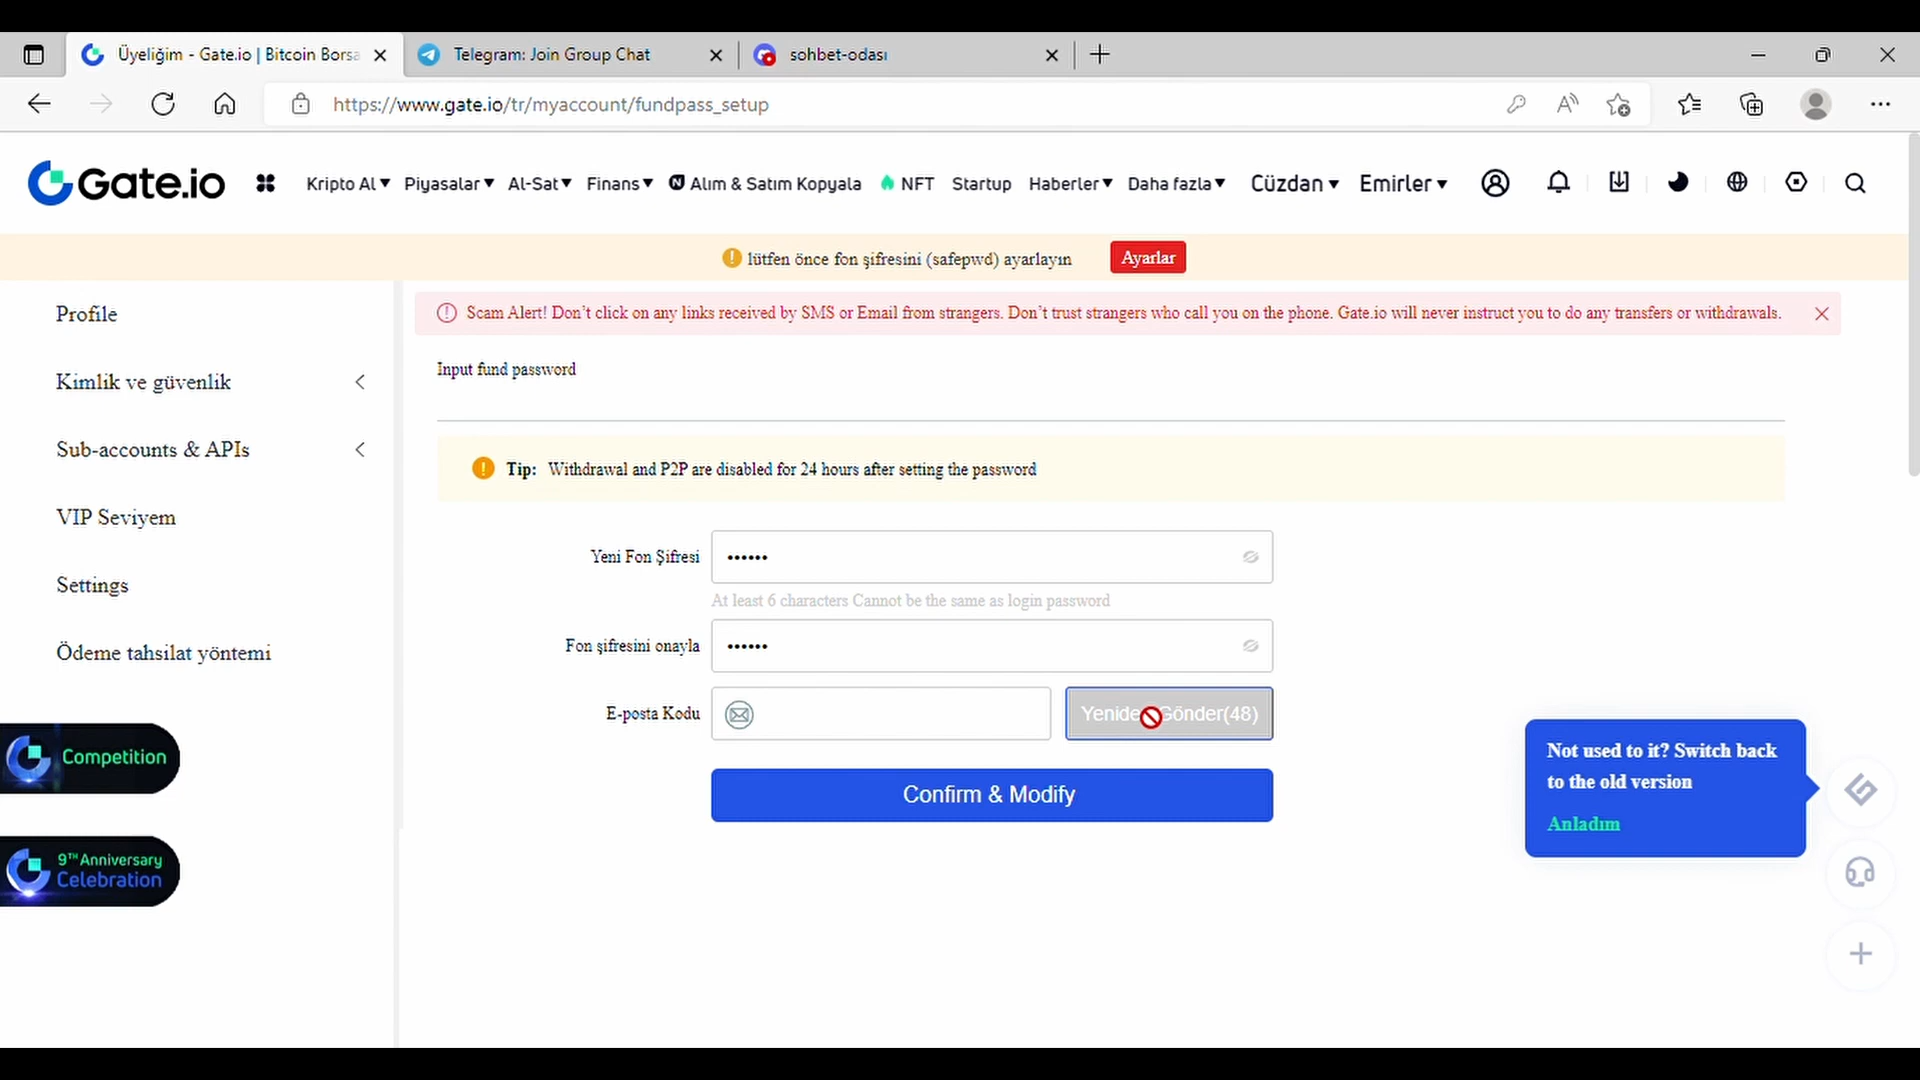 Üyeliğim - Gate.io | Bitcoin Borsa
Telegram: Join Group Chat
sohbet-odası
https://www.gate.io/tr/myaccount/fundpass_setup
Gate.io
Kripto Al
Piyasalar
Al-Sat
Finans
Alım & Satım Kopyala
NFT
Startup
Haberler
Daha fazla
Cüzdan
Emirler
lütfen önce fon şifresini (safepwd) ayarlayın
Ayarlar
Profile
Kimlik ve güvenlik
Sub-accounts & APIs
VIP Seviyem
Settings
Ödeme tahsilat yöntemi
Competition
9TH Anniversary
Celebration
Scam Alert! Don’t click on any links received by SMS or Email from strangers. Don’t trust strangers who call you on the phone. Gate.io will never instruct you to do any transfers or withdrawals.
Input fund password
Tip: Withdrawal and P2P are disabled for 24 hours after setting the password
Yeni Fon Şifresi
At least 6 characters Cannot be the same as login password
Fon şifresini onayla
E-posta Kodu
Gönder(48)
Confirm & Modify
Not used to it? Switch back
to the old version
Anladım